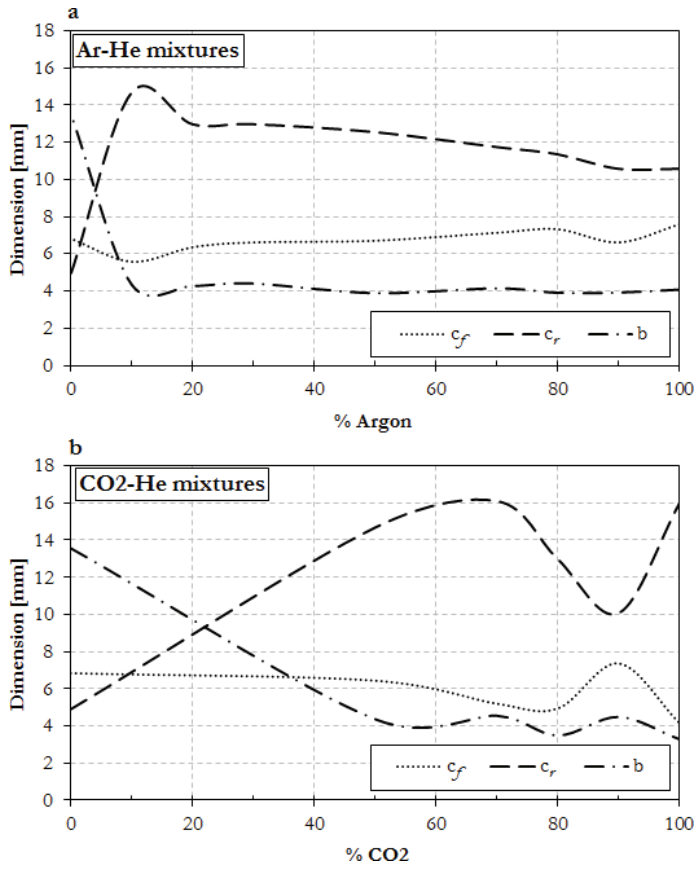 a
18
Ar-He mixtures
16
14
12
10
8
6
4
2
0
Dimension [mm]
c_f c_r b
0 20 40 60 80 100
% Argon
b
18
CO2-He mixtures
16
14
12
10
8
6
4
2
0
Dimension [mm]
c_f c_r b
0 20 40 60 80 100
% CO2